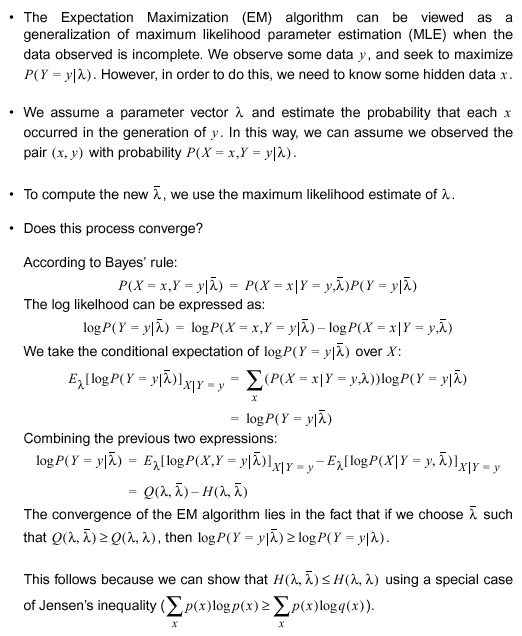 • The Expectation Maximization (EM) algorithm can be viewed as a
generalization of maximum likelihood parameter estimation (MLE) when the
data observed is incomplete. We observe some data y, and seek to maximize
P(Y = y|λ). However, in order to do this, we need to know some hidden data x.
• We assume a parameter vector λ and estimate the probability that each x
occurred in the generation of y. In this way, we can assume we observed the
pair (x, y) with probability P(X = x,Y = y|λ).
• To compute the new λ̄, we use the maximum likelihood estimate of λ.
• Does this process converge?
According to Bayes' rule:
P(X = x,Y = y|λ̄) = P(X = x|Y = y,λ̄)P(Y = y|λ̄)
The log likelhood can be expressed as:
logP(Y = y|λ̄) = logP(X = x,Y = y|λ̄) – logP(X = x|Y = y,λ̄)
We take the conditional expectation of logP(Y = y|λ̄) over X:
E_λ[logP(Y = y|λ̄)]_{X|Y = y} = ∑_x (P(X = x|Y = y,λ))logP(Y = y|λ̄)
= logP(Y = y|λ̄)
Combining the previous two expressions:
logP(Y = y|λ̄) = E_λ[logP(X,Y = y|λ̄)]_{X|Y = y} – E_λ[logP(X|Y = y, λ̄)]_{X|Y = y}
= Q(λ, λ̄) – H(λ, λ̄)
The convergence of the EM algorithm lies in the fact that if we choose λ̄ such
that Q(λ, λ̄) ≥ Q(λ, λ), then logP(Y = y|λ̄) ≥ logP(Y = y|λ).
This follows because we can show that H(λ, λ̄) ≤ H(λ, λ) using a special case
of Jensen's inequality (∑_x p(x)logp(x) ≥ ∑_x p(x)logq(x)).